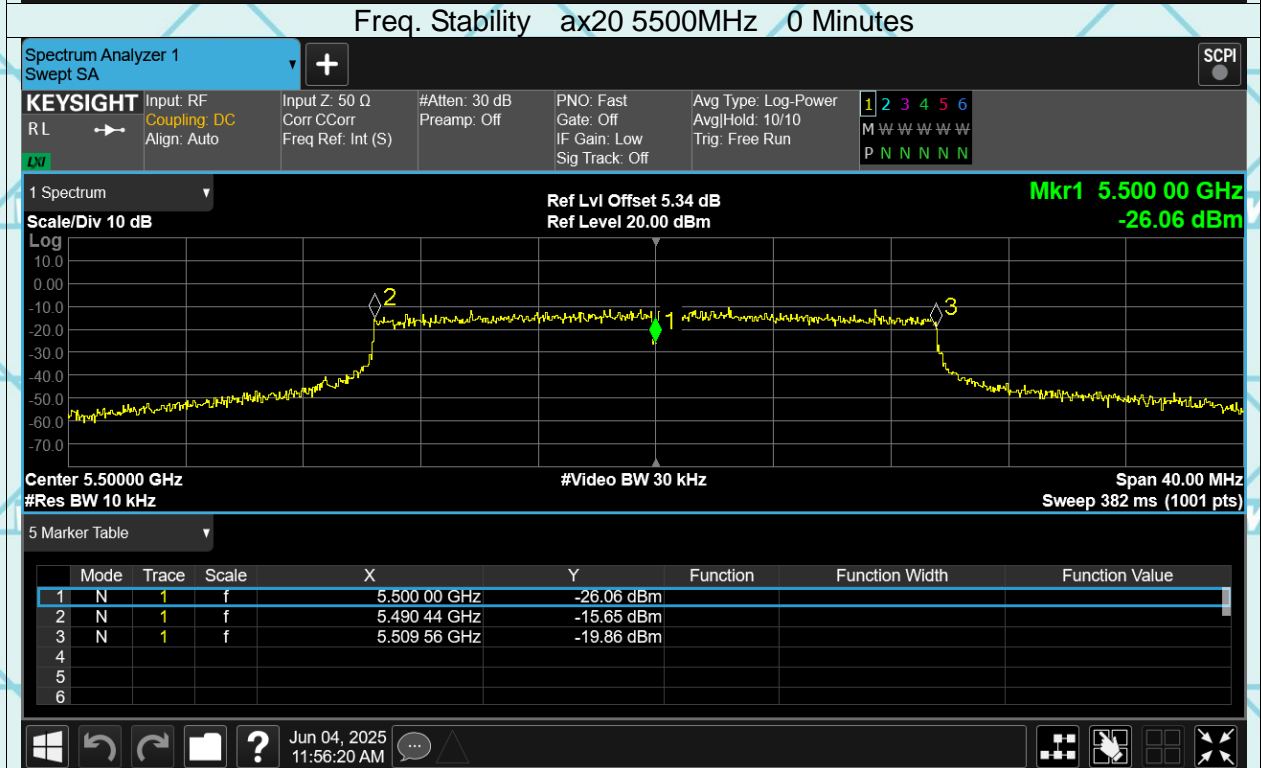 Freq. Stability ax20 5500MHz 0 Minutes
Spectrum Analyzer 1
Swept SA
+
SCPI
KEYSIGHT
RL
LXI
Input: RF
Coupling: DC
Align: Auto
Input Z: 50 Ω
Corr CCorr
Freq Ref: Int (S)
#Atten: 30 dB
Preamp: Off
PNO: Fast
Gate: Off
IF Gain: Low
Sig Track: Off
Avg Type: Log-Power
Avg|Hold: 10/10
Trig: Free Run
1 2 3 4 5 6
M W W W W W
P N N N N N
1 Spectrum
Scale/Div 10 dB
Ref Lvl Offset 5.34 dB
Ref Level 20.00 dBm
Mkr1 5.500 00 GHz
-26.06 dBm
Log
10.0
0.00
-10.0
-20.0
-30.0
-40.0
-50.0
-60.0
-70.0
2
1
3
Center 5.50000 GHz
#Video BW 30 kHz
Span 40.00 MHz
#Res BW 10 kHz
Sweep 382 ms (1001 pts)
5 Marker Table
Mode Trace Scale X Y Function Function Width Function Value
1 N 1 f 5.500 00 GHz -26.06 dBm
2 N 1 f 5.490 44 GHz -15.65 dBm
3 N 1 f 5.509 56 GHz -19.86 dBm
4
5
6
?
Jun 04, 2025
11:56:20 AM